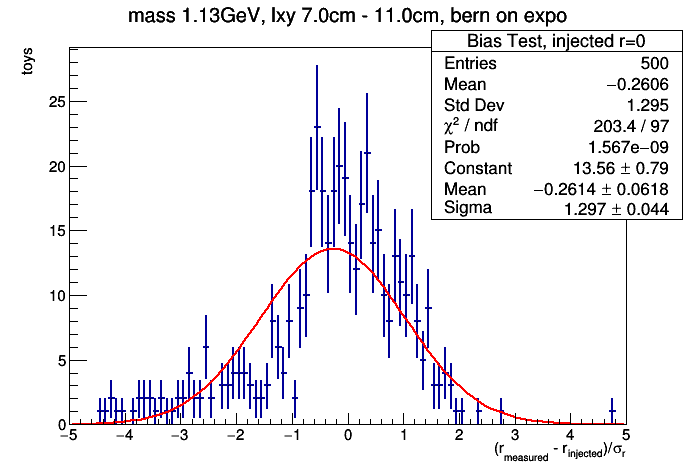 mass 1.13GeV, lxy 7.0cm - 11.0cm, bern on expo
toys
Bias Test, injected r=0
Entries 500
Mean −0.2606
Std Dev 1.295
χ² / ndf 203.4 / 97
Prob 1.567e−09
Constant 13.56 ± 0.79
Mean −0.2614 ± 0.0618
Sigma 1.297 ± 0.044
25
20
15
10
5
0
−5 −4 −3 −2 −1 0 1 2 3 4 5
(r_measured - r_injected)/σ_r